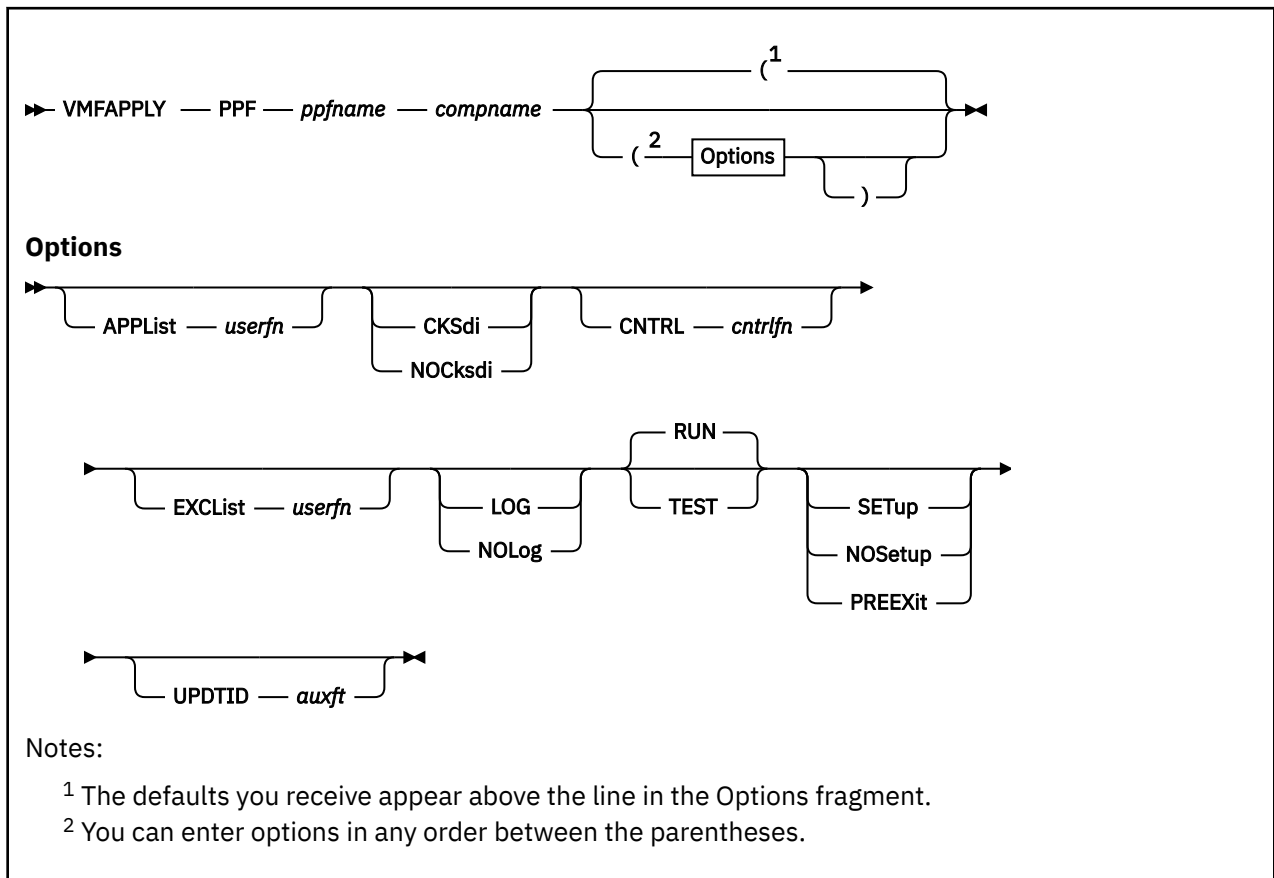 1
(
VMFAPPLY PPF ppfname compname
2
( Options
)
Options
APPList userfn CKSdi CNTRL cntrlfn
NOCksdi
RUN
EXCList userfn LOG TEST SETup
NOLog NOSetup
PREEXit
UPDTID auxft
Notes:
1 The defaults you receive appear above the line in the Options fragment.
2 You can enter options in any order between the parentheses.